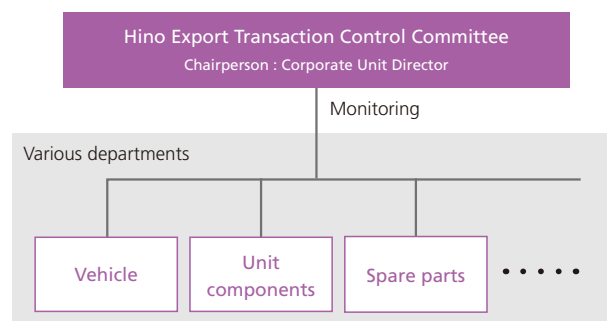 Hino Export Transaction Control Committee
Chairperson : Corporate Unit Director
Monitoring
Various departments
Vehicle
Unit
components
Spare parts